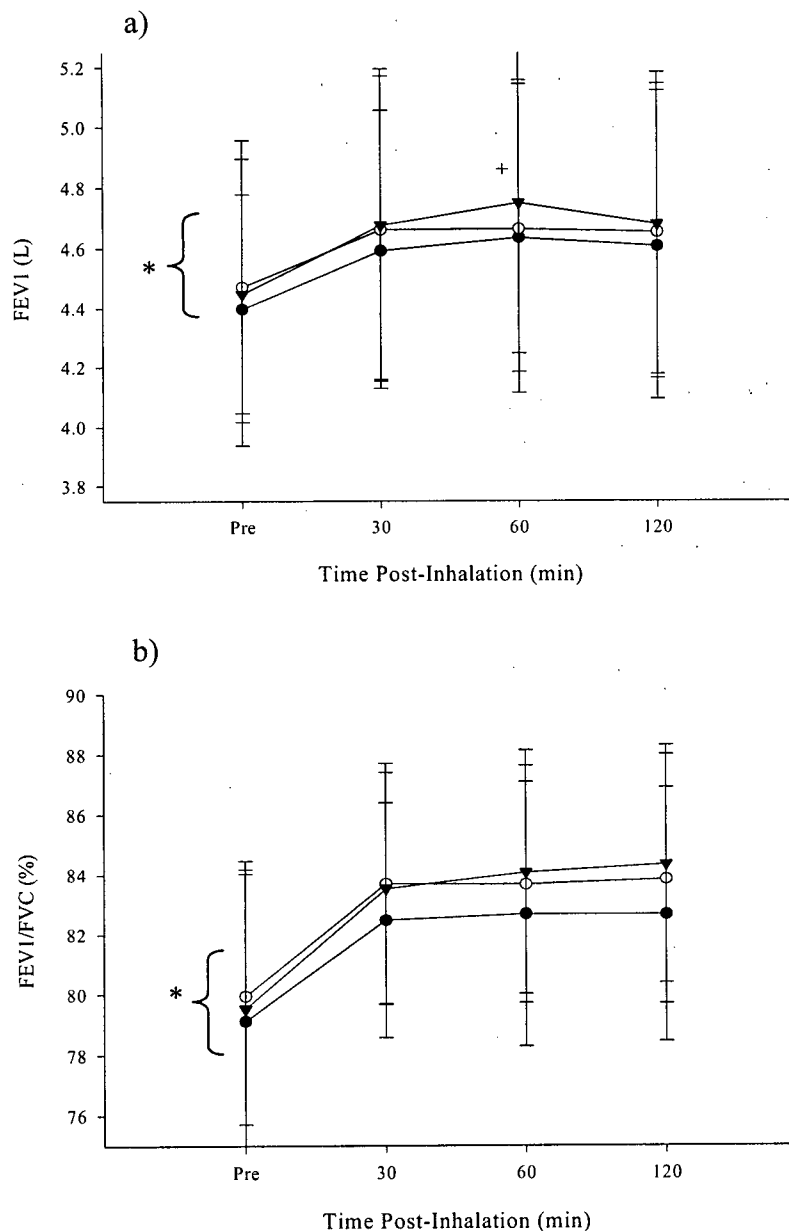 a)
5.2
5.0
4.8
4.6
4.4
4.2
4.0
3.8
FEV1 (L)
*
+
Pre 30 60 120
Time Post-Inhalation (min)
b)
90
88
86
84
82
80
78
76
FEV1/FVC (%)
*
Pre 30 60 120
Time Post-Inhalation (min)